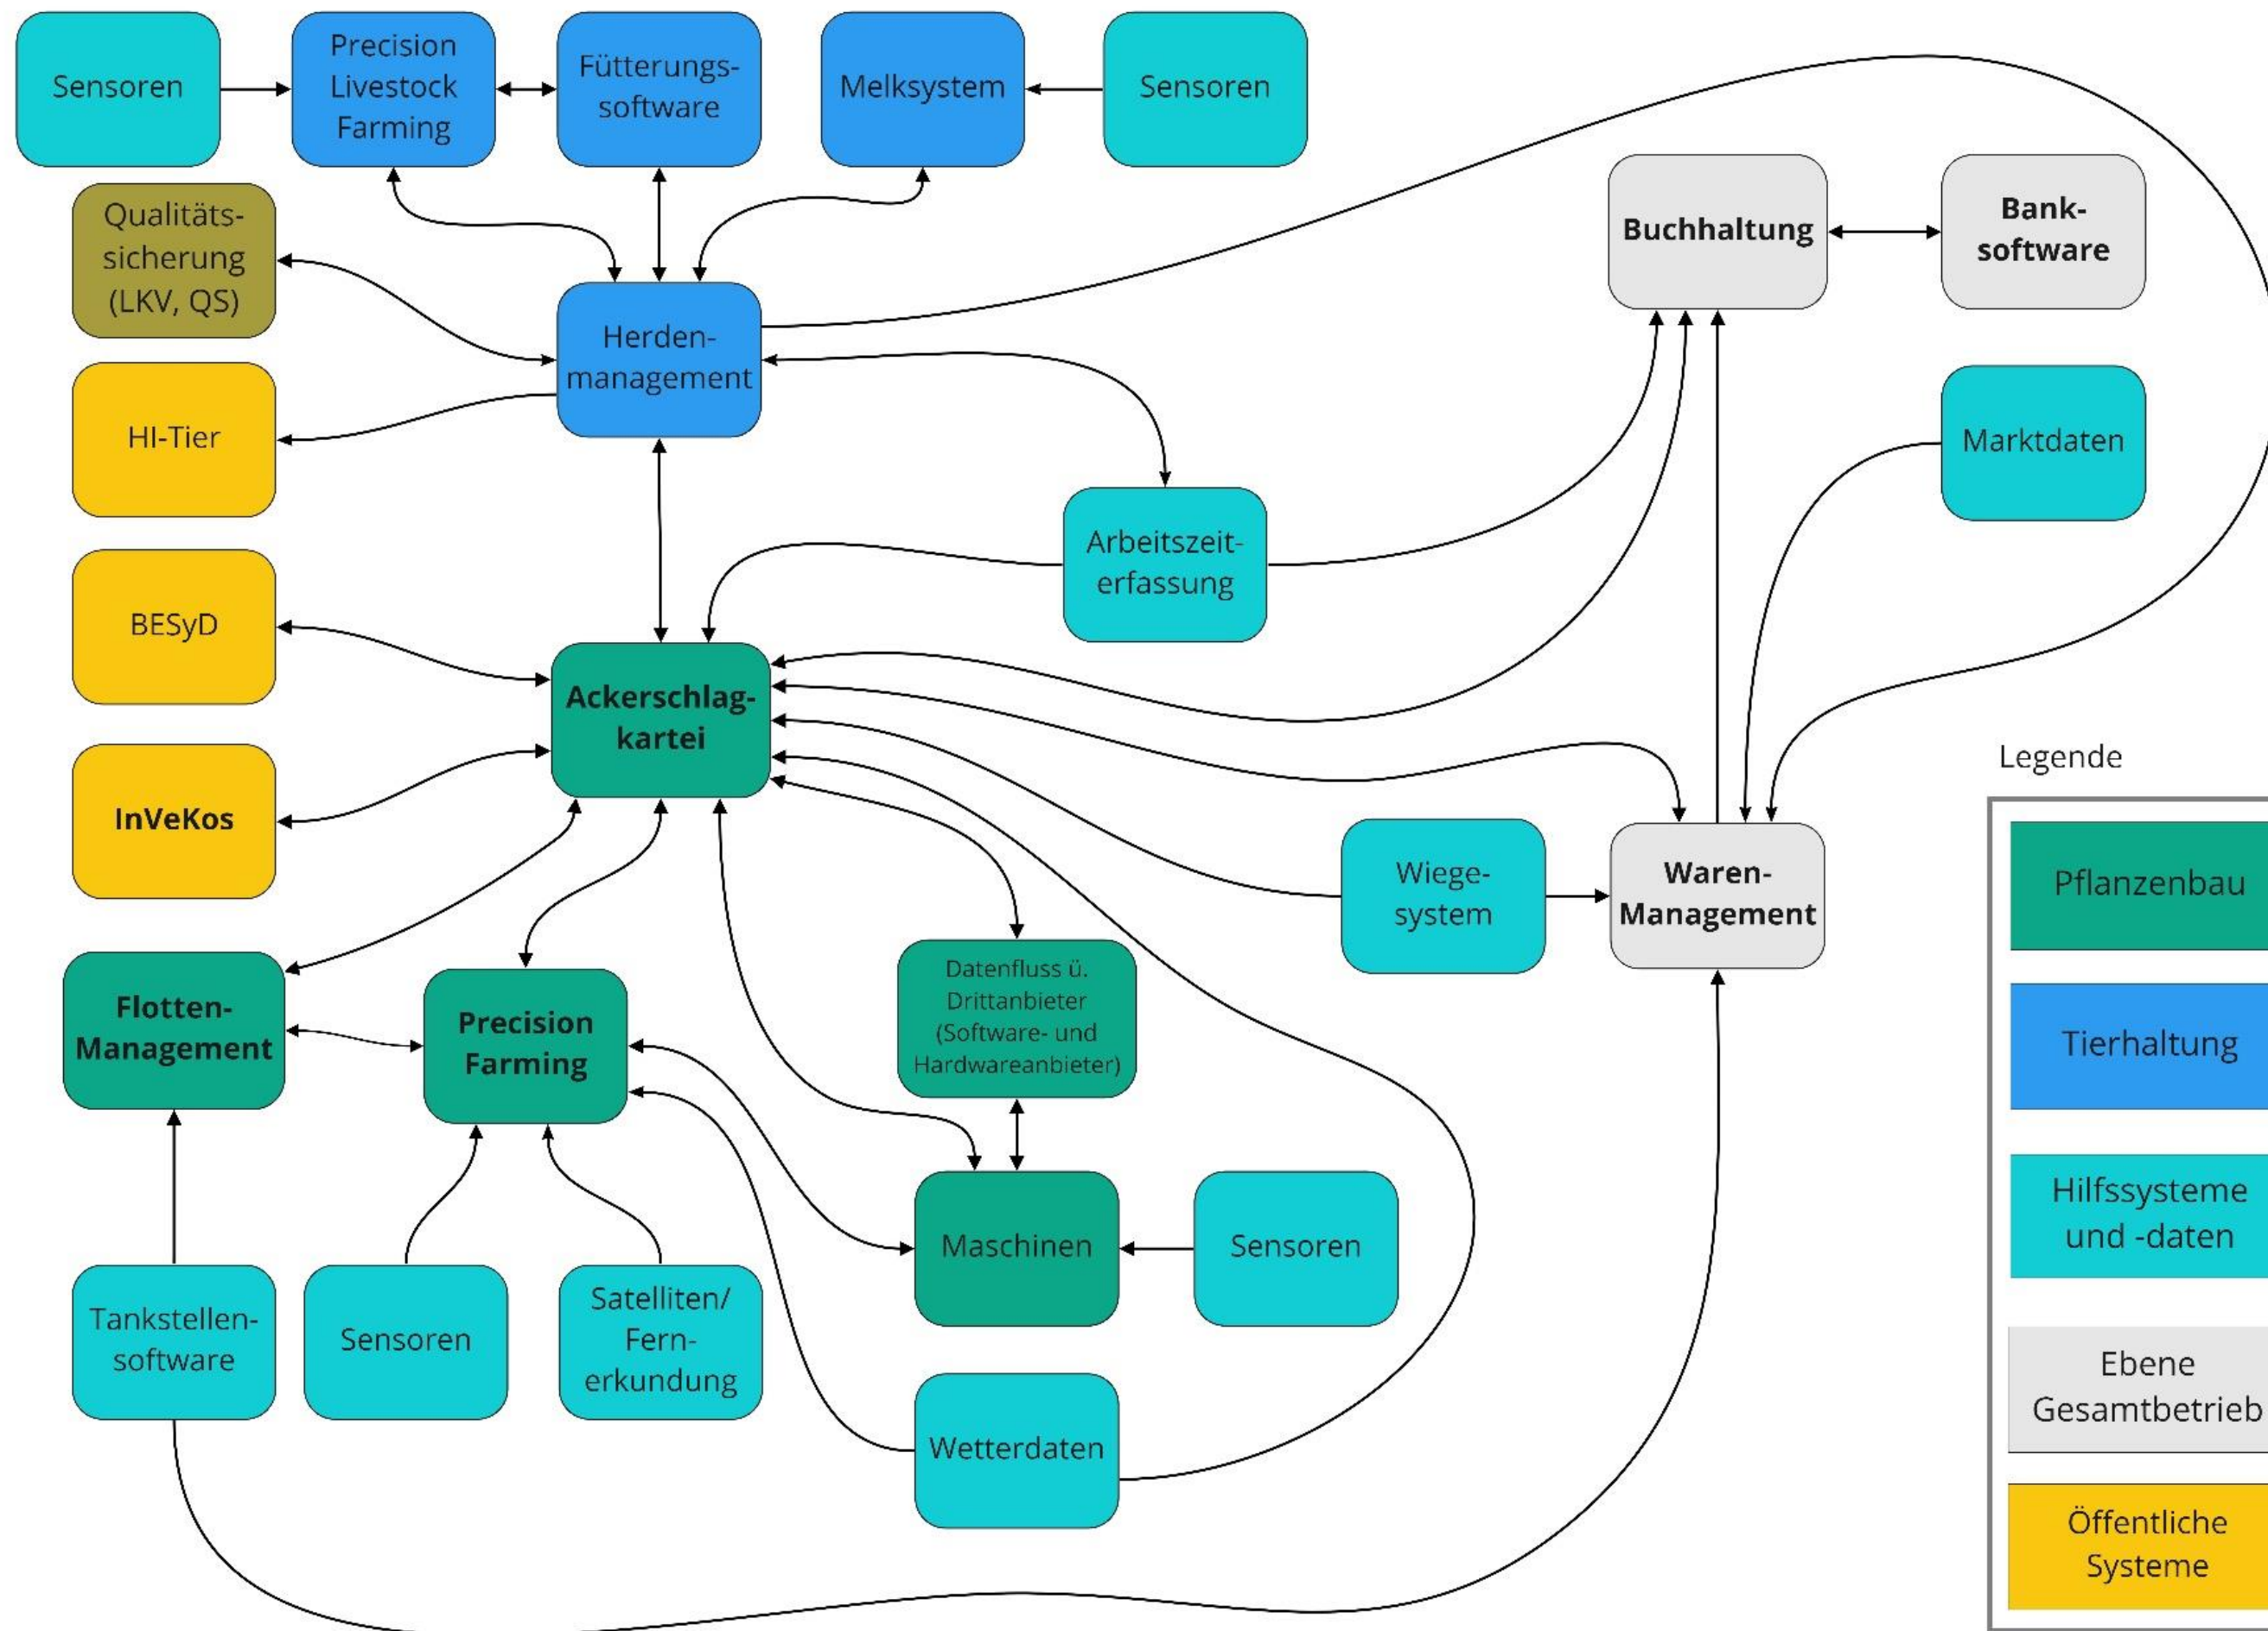 Sensoren
Precision
Livestock
Farming
Fütterungs-
software
Melksystem
Sensoren
Qualitäts-
sicherung
(LKV, QS)
Buchhaltung
Bank-
software
Herden-
management
HI-Tier
Marktdaten
Arbeitszeit-
erfassung
BESyD
Ackerschlag-
kartei
InVeKos
Wiege-
system
Waren-
Management
Flotten-
Management
Precision
Farming
Datenfluss ü.
Drittanbieter
(Software- und
Hardwareanbieter)
Maschinen
Sensoren
Tankstellen-
software
Sensoren
Satelliten/
Fern-
erkundung
Wetterdaten
Legende
Pflanzenbau
Tierhaltung
Hilfssysteme
und -daten
Ebene
Gesamtbetrieb
Öffentliche
Systeme